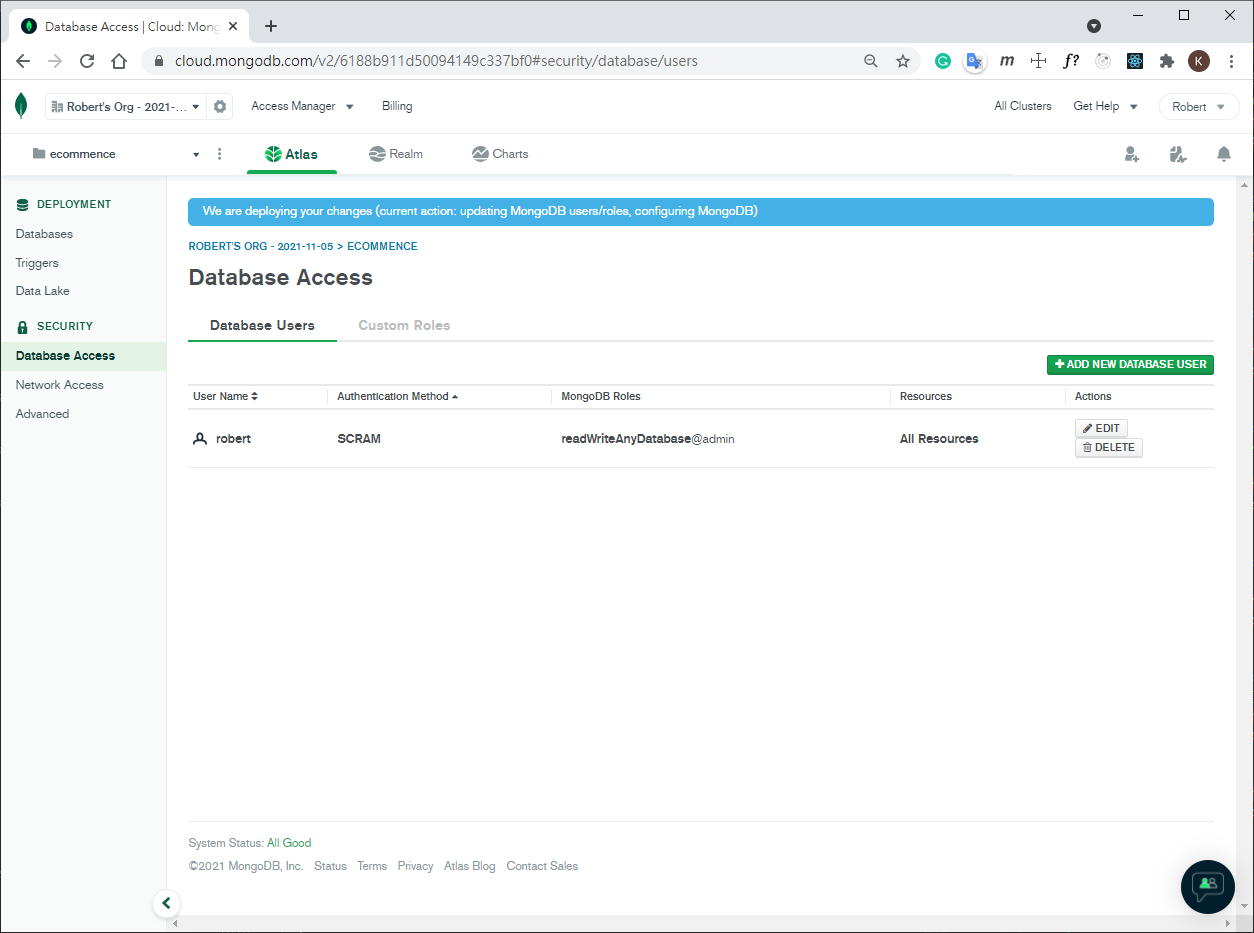 Database Access | Cloud: Mong
cloud.mongodb.com/v2/6188b911d50094149c337bf0#security/database/users
m
f?
K
Robert's Org - 2021-...
Access Manager
Billing
All Clusters
Get Help
Robert
ecommence
Atlas
Realm
Charts
DEPLOYMENT
Databases
Triggers
Data Lake
SECURITY
Database Access
Network Access
Advanced
We are deploying your changes (current action: updating MongoDB users/roles, configuring MongoDB)
ROBERT'S ORG - 2021-11-05 > ECOMMENCE
Database Access
Database Users
Custom Roles
ADD NEW DATABASE USER
User Name Authentication Method MongoDB Roles Resources Actions
robert SCRAM readWriteAnyDatabase@admin All Resources EDIT
DELETE
System Status: All Good
©2021 MongoDB, Inc. Status Terms Privacy Atlas Blog Contact Sales